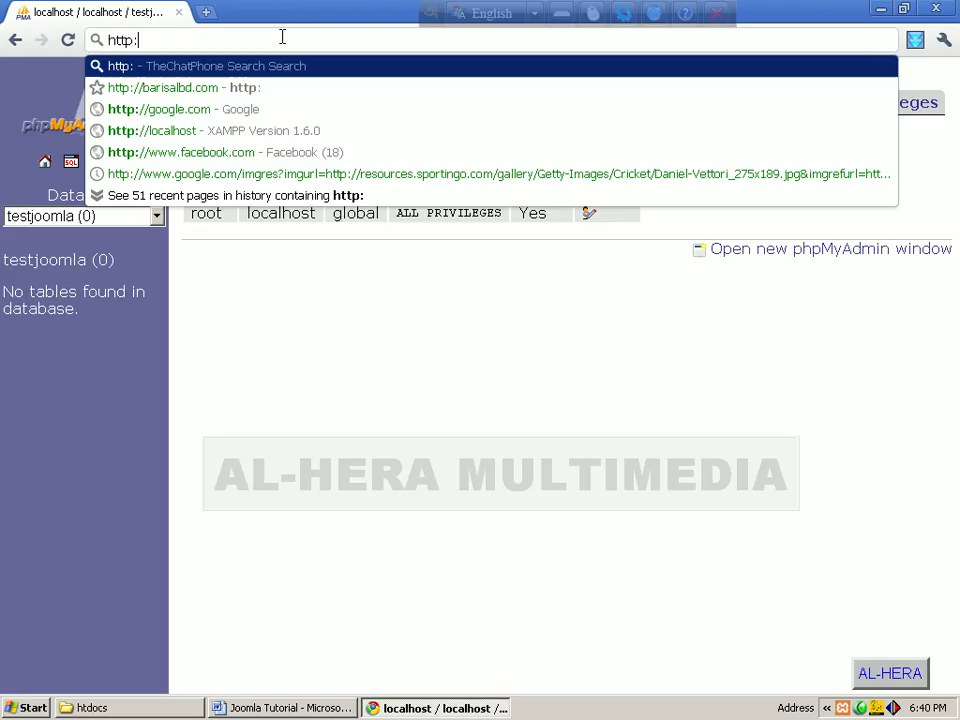 localhost / localhost / testj...
English
http:
http: - TheChatPhone Search Search
http://barisalbd.com - http:
http://google.com - Google
http://localhost - XAMPP Version 1.6.0
http://www.facebook.com - Facebook (18)
http://www.google.com/imgres?imgurl=http://resources.sportingo.com/gallery/Getty-Images/Cricket/Daniel-Vettori_275x189.jpg&imgrefurl=htt...
See 51 recent pages in history containing http:
eges
phpMyA
SQL
Data
testjoomla (0)
root localhost global ALL PRIVILEGES Yes
Open new phpMyAdmin window
testjoomla (0)
No tables found in
database.
AL-HERA MULTIMEDIA
AL-HERA
Start htdocs Joomla Tutorial - Microso... localhost / localhost /... Address « 6:40 PM